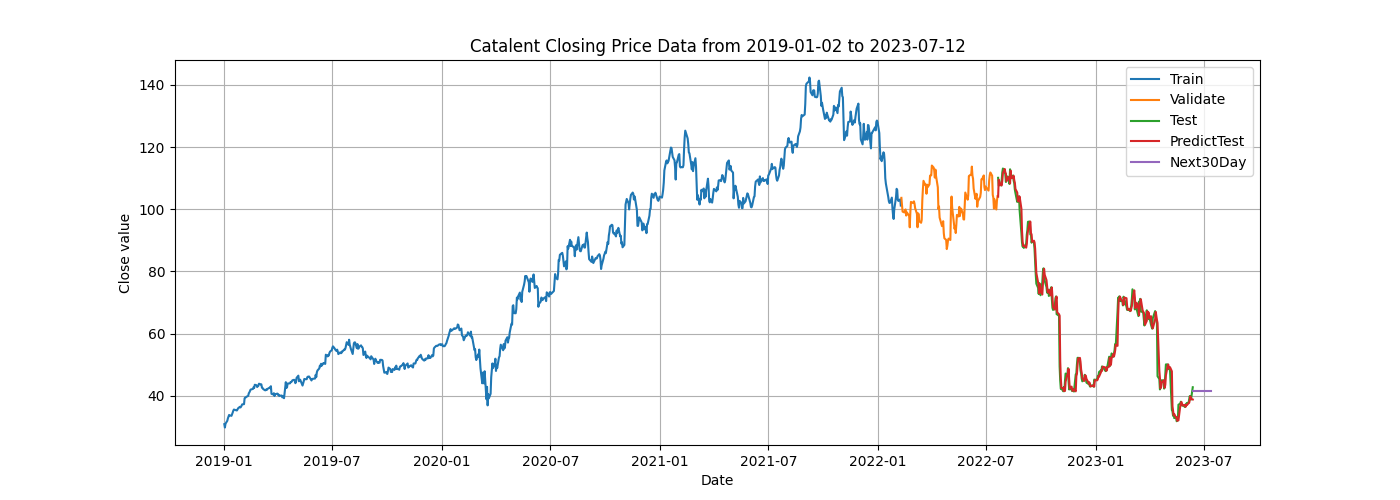 Catalent Closing Price Data from 2019-01-02 to 2023-07-12
Train
Validate
Test
PredictTest
Next30Day
Close value
140
120
100
80
60
40
2019-01 2019-07 2020-01 2020-07 2021-01 2021-07 2022-01 2022-07 2023-01 2023-07
Date